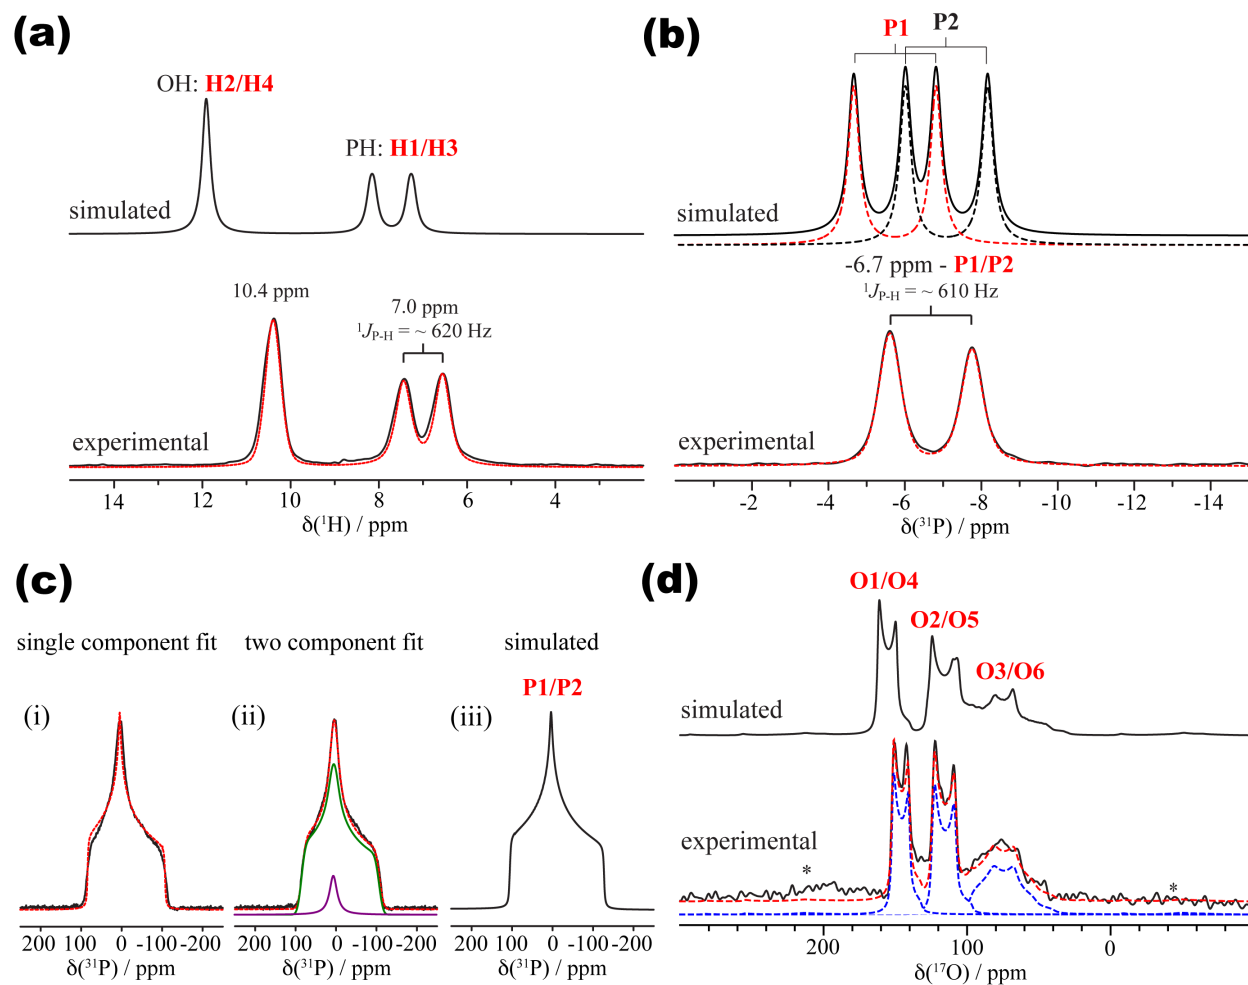 (a)
OH: H2/H4
PH: H1/H3
simulated
10.4 ppm
7.0 ppm
¹J_P-H = ~ 620 Hz
experimental
14 12 10 8 6 4
δ(¹H) / ppm
(b)
P1 P2
simulated
-6.7 ppm - P1/P2
¹J_P-H = ~ 610 Hz
experimental
-2 -4 -6 -8 -10 -12 -14
δ(³¹P) / ppm
(c)
single component fit
(i)
200 100 0 -100 -200
δ(³¹P) / ppm
two component fit
(ii)
200 100 0 -100 -200
δ(³¹P) / ppm
simulated
P1/P2
(iii)
200 100 0 -100 -200
δ(³¹P) / ppm
(d)
O1/O4
O2/O5
O3/O6
simulated
experimental
* *
200 100 0
δ(¹⁷O) / ppm